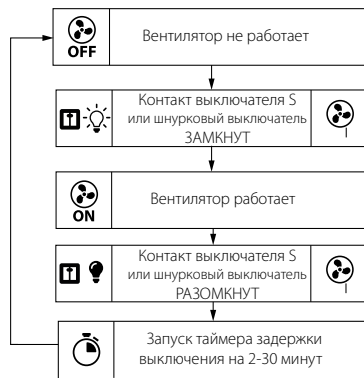 OFF
Вентилятор не работает
Контакт выключателя S
или шнурковый выключатель
ЗАМКНУТ
ON
Вентилятор работает
Контакт выключателя S
или шнурковый выключатель
РАЗОМКНУТ
Запуск таймера задержки
выключения на 2-30 минут